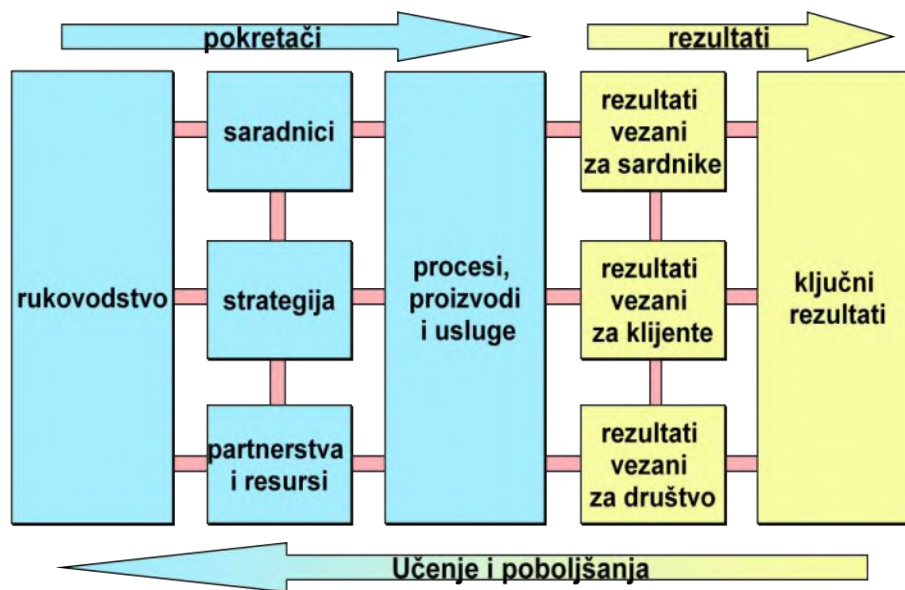 pokretači
rezultati
rukovodstvo
saradnici
strategija
partnerstva
i resursi
procesi,
proizvodi
i usluge
rezultati
vezani
za sardnike
rezultati
vezani
za klijente
rezultati
vezani
za društvo
ključni
rezultati
Učenje i poboljšanja